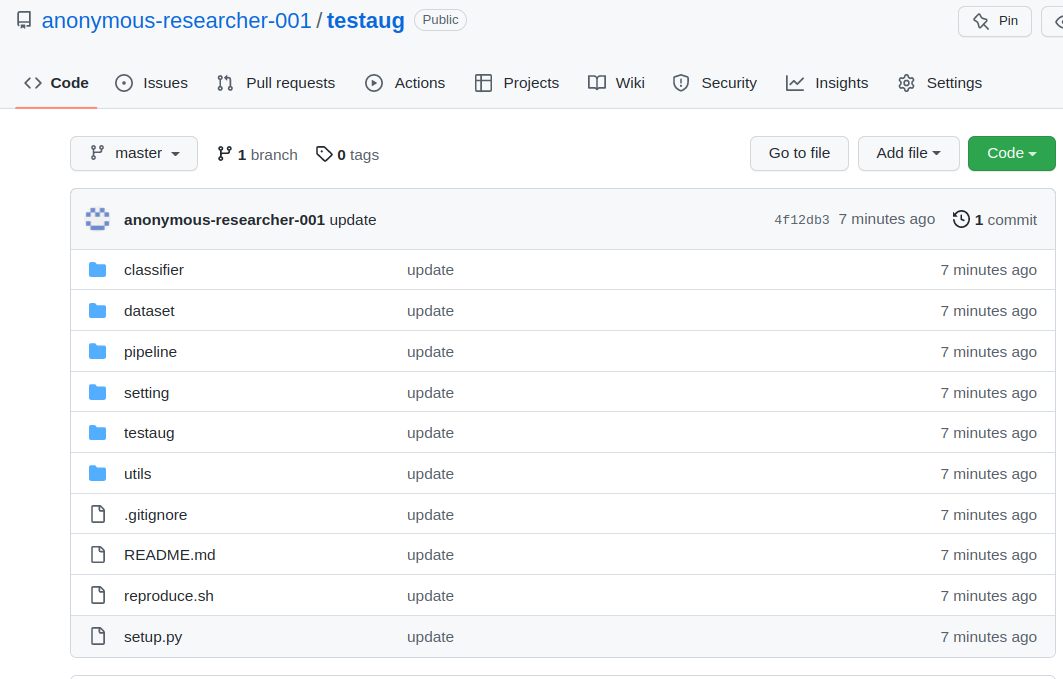 anonymous-researcher-001 / testaug Public Pin
Code Issues Pull requests Actions Projects Wiki Security Insights Settings
master 1 branch 0 tags Go to file Add file Code
anonymous-researcher-001 update 4f12db3 7 minutes ago 1 commit
classifier update 7 minutes ago
dataset update 7 minutes ago
pipeline update 7 minutes ago
setting update 7 minutes ago
testaug update 7 minutes ago
utils update 7 minutes ago
.gitignore update 7 minutes ago
README.md update 7 minutes ago
reproduce.sh update 7 minutes ago
setup.py update 7 minutes ago